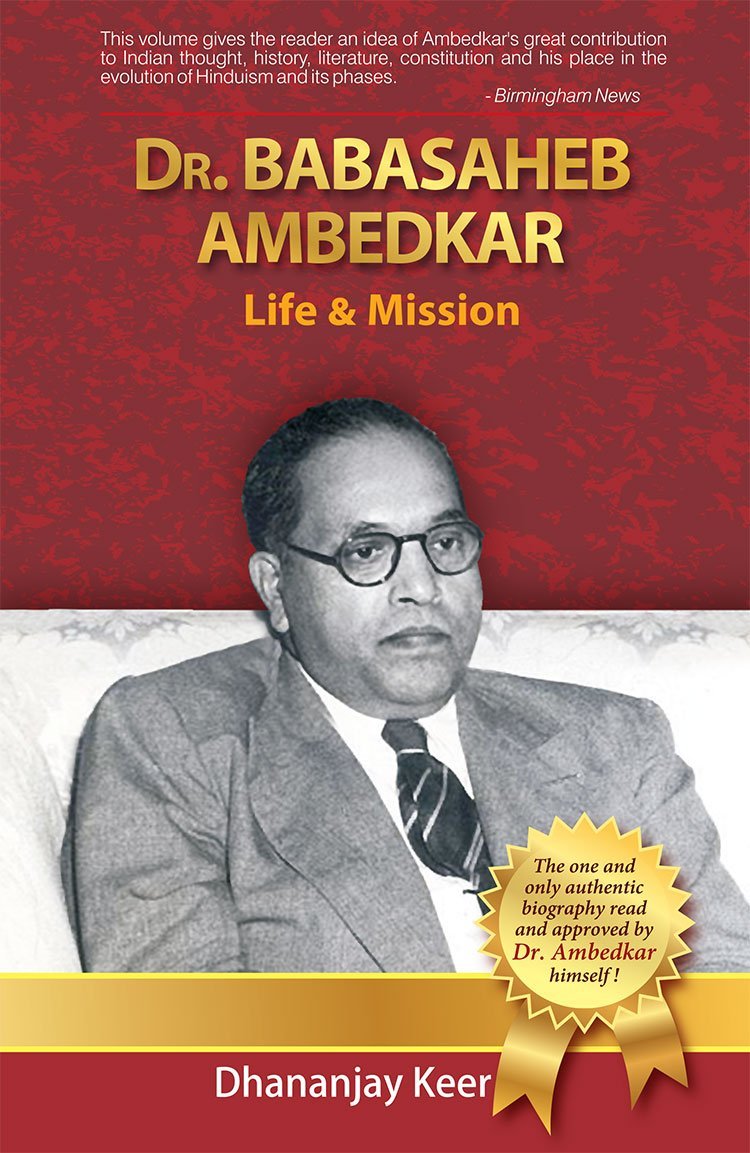 This volume gives the reader an idea of Ambedkar's great contribution
to Indian thought, history, literature, constitution and his place in the
evolution of Hinduism and its phases.
- Birmingham News
DR. BABASAHEB
AMBEDKAR
Life & Mission
The one and
only authentic
biography read
and approved by
Dr. Ambedkar
himself!
Dhananjay Keer